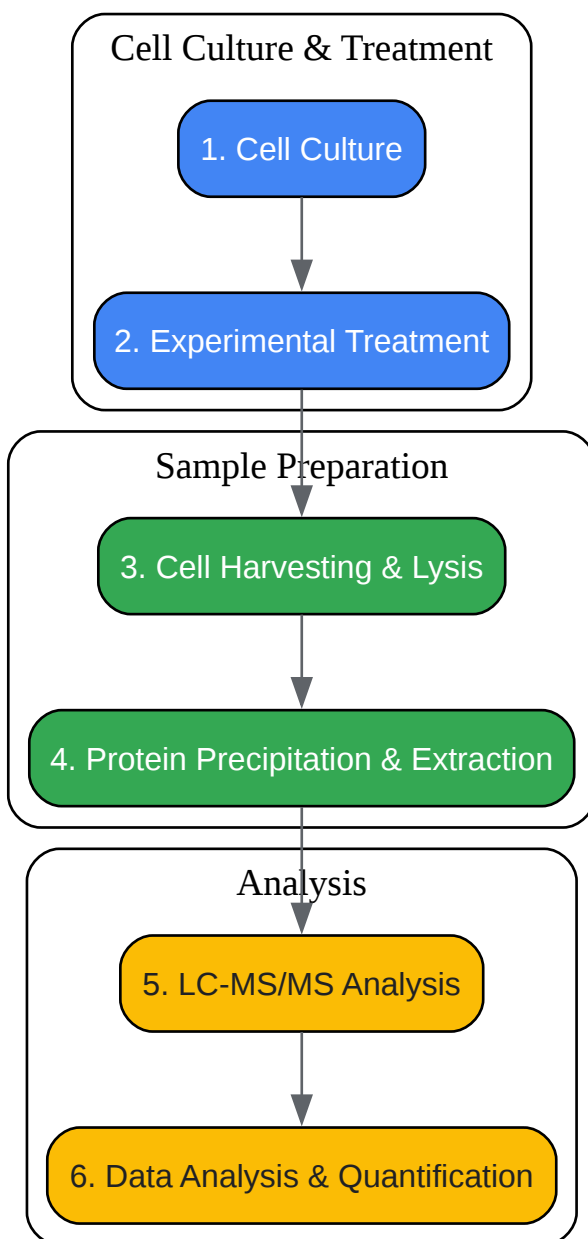 Cell Culture & Treatment
1. Cell Culture
2. Experimental Treatment
Sample Preparation
3. Cell Harvesting & Lysis
4. Protein Precipitation & Extraction
Analysis
5. LC-MS/MS Analysis
6. Data Analysis & Quantification